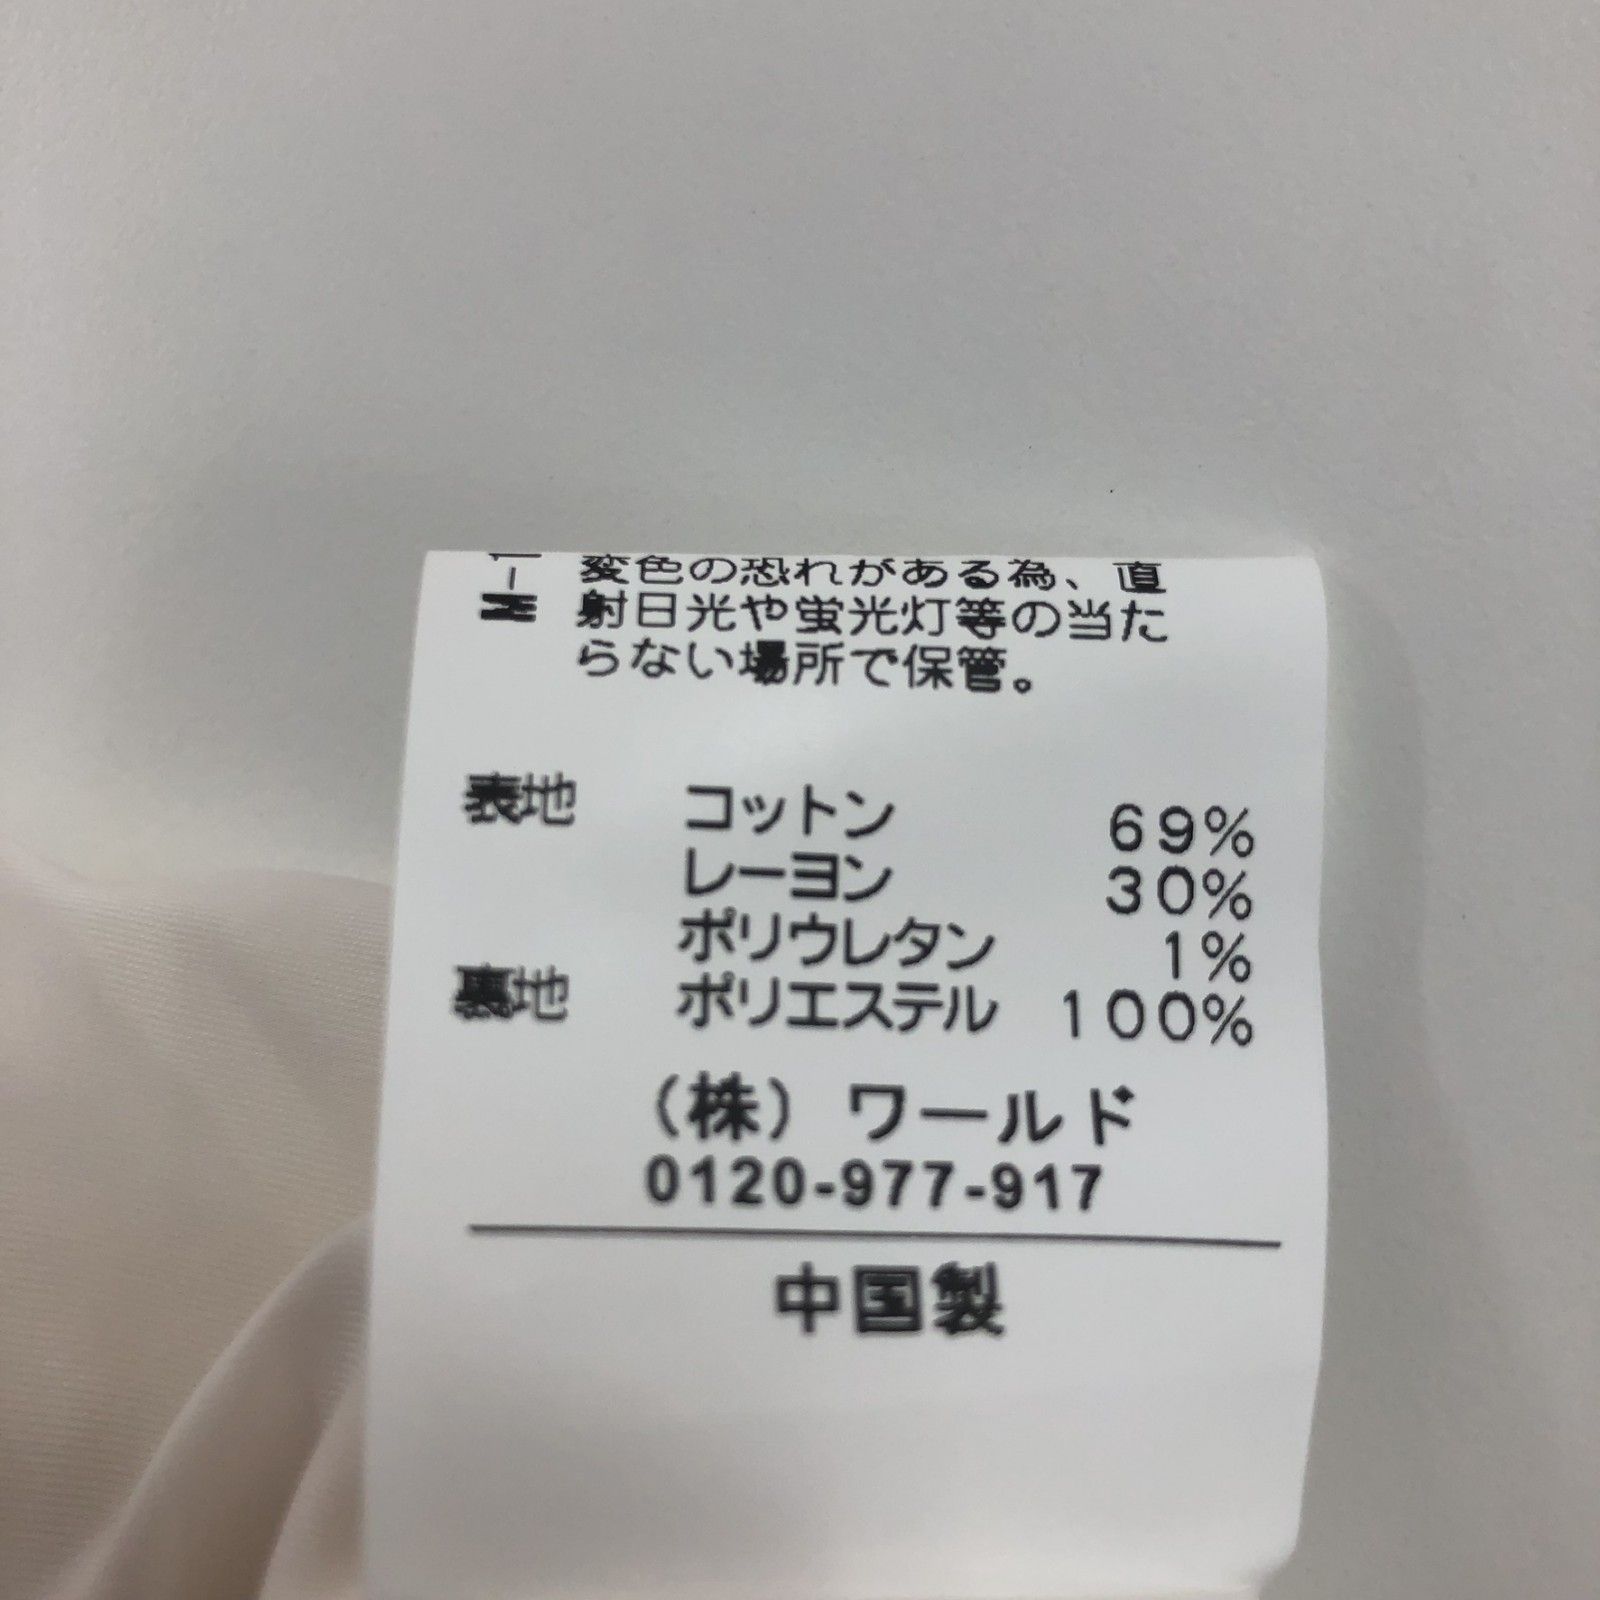 変色の恐れがある為、直
射日光や蛍光灯等の当た
らない場所で保管。
表地 コットン 69%
レーヨン 30%
ポリウレタン 1%
裏地 ポリエステル 100%
(株) ワールド
0120-977-917
中国製